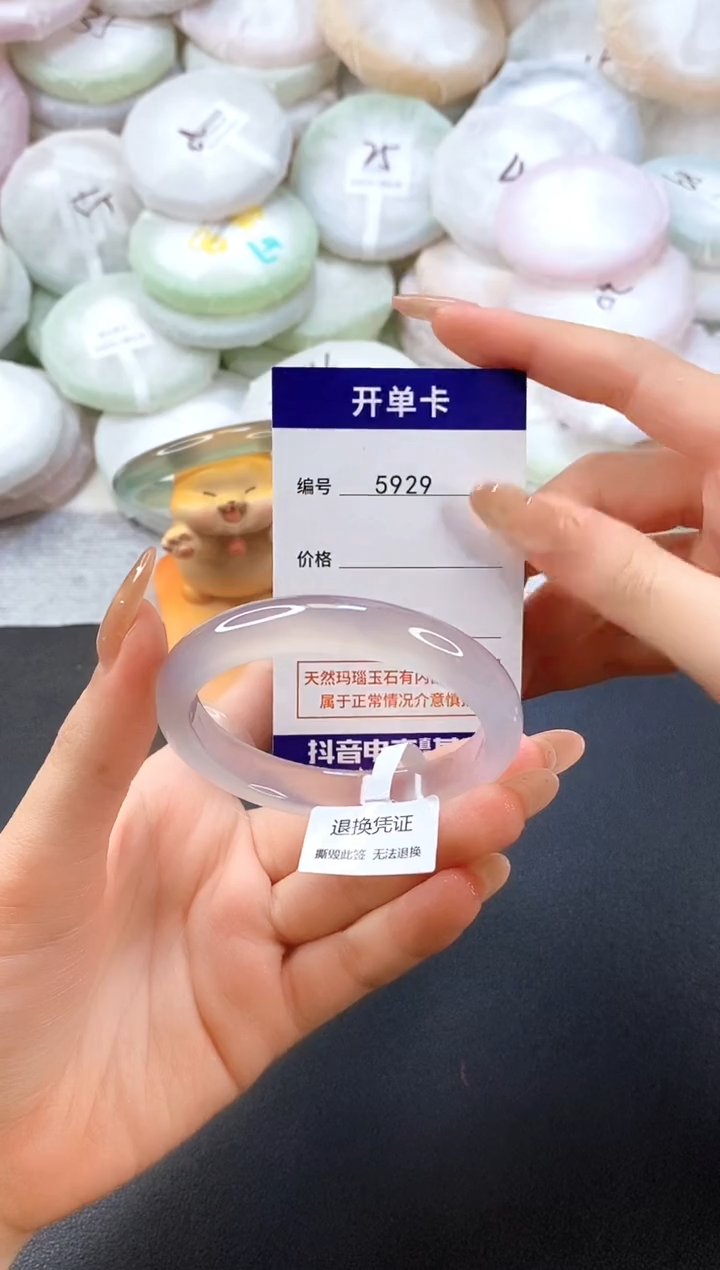 75
开单卡
编号 5929
价格
天然玛瑙玉石有内
属于正常情况介意慎
抖音电
退换凭证
撕毁此签 无法退换